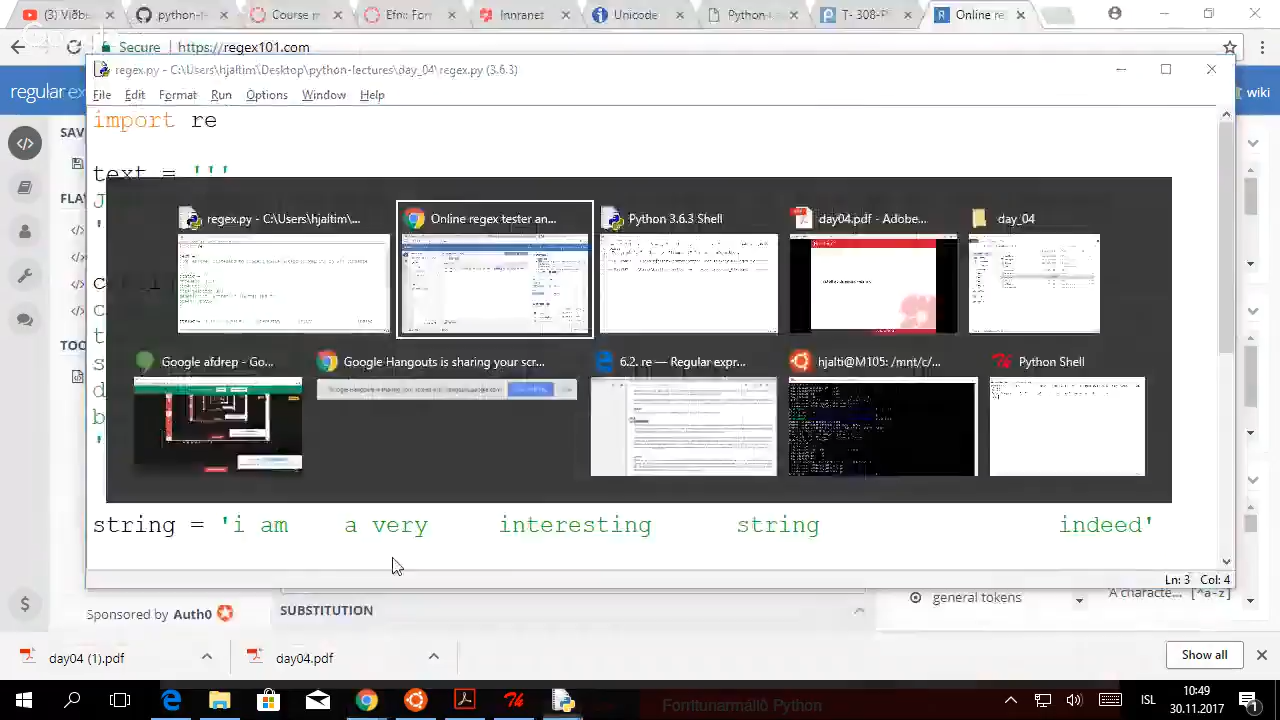 (3) Viðbó
python-
Course m
Efni: Forr
Innranet
Unicode
Python-
T-308-P
Online re
Secure
https://regex101.com
regex.py - C:\Users\hjaltim\Desktop\python-lectures\day_04\regex.py (3.6.3)
File Edit Format Run Options Window Help
regular ex
wiki
import re
SAV
text = '''
FLA
J
regex.py - C:\Users\hjaltim\...
Online regex tester an...
Python 3.6.3 Shell
day04.pdf - Adobe...
day_04
TOO
Google afdrep - Go...
Google Hangouts is sharing your scr...
6.2. re — Regular expr...
hjalti@M105: /mnt/c/...
Python Shell
string = 'i am a very interesting string indeed'
Ln: 3 Col: 4
general tokens
A characte... [^a-z]
Sponsored by Auth0
SUBSTITUTION
day04 (1).pdf
day04.pdf
Show all
ISL
10:49
30.11.2017
Forritunarmálið Python